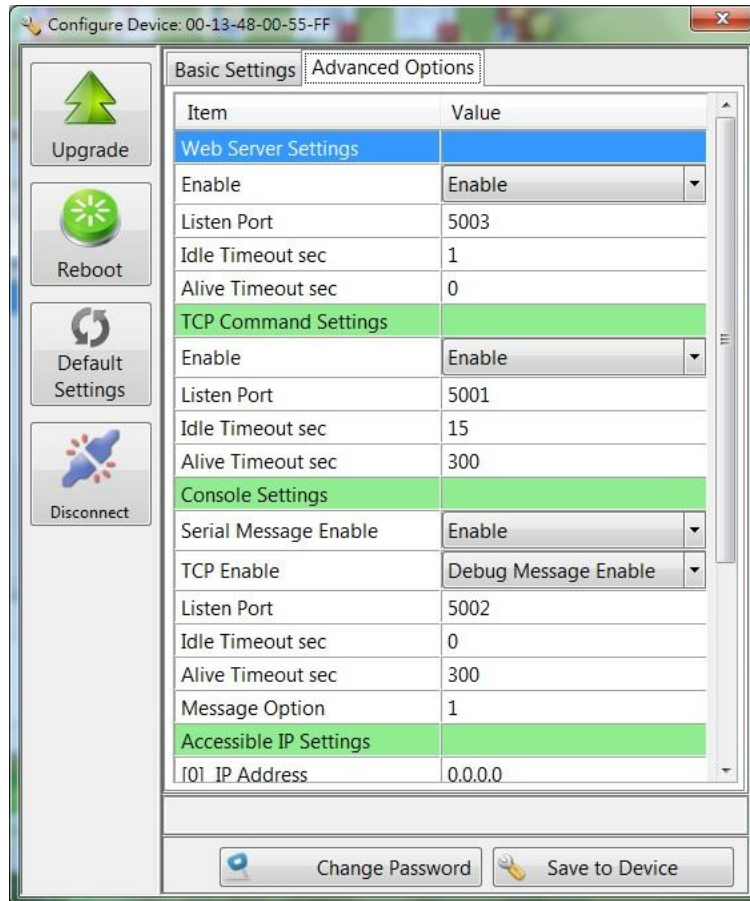 Configure Device: 00-13-48-00-55-FF
Upgrade
Reboot
Default
Settings
Disconnect
Basic Settings Advanced Options
Item Value
Web Server Settings
Enable Enable
Listen Port 5003
Idle Timeout sec 1
Alive Timeout sec 0
TCP Command Settings
Enable Enable
Listen Port 5001
Idle Timeout sec 15
Alive Timeout sec 300
Console Settings
Serial Message Enable Enable
TCP Enable Debug Message Enable
Listen Port 5002
Idle Timeout sec 0
Alive Timeout sec 300
Message Option 1
Accessible IP Settings
[0] IP Address 0.0.0.0
Change Password Save to Device